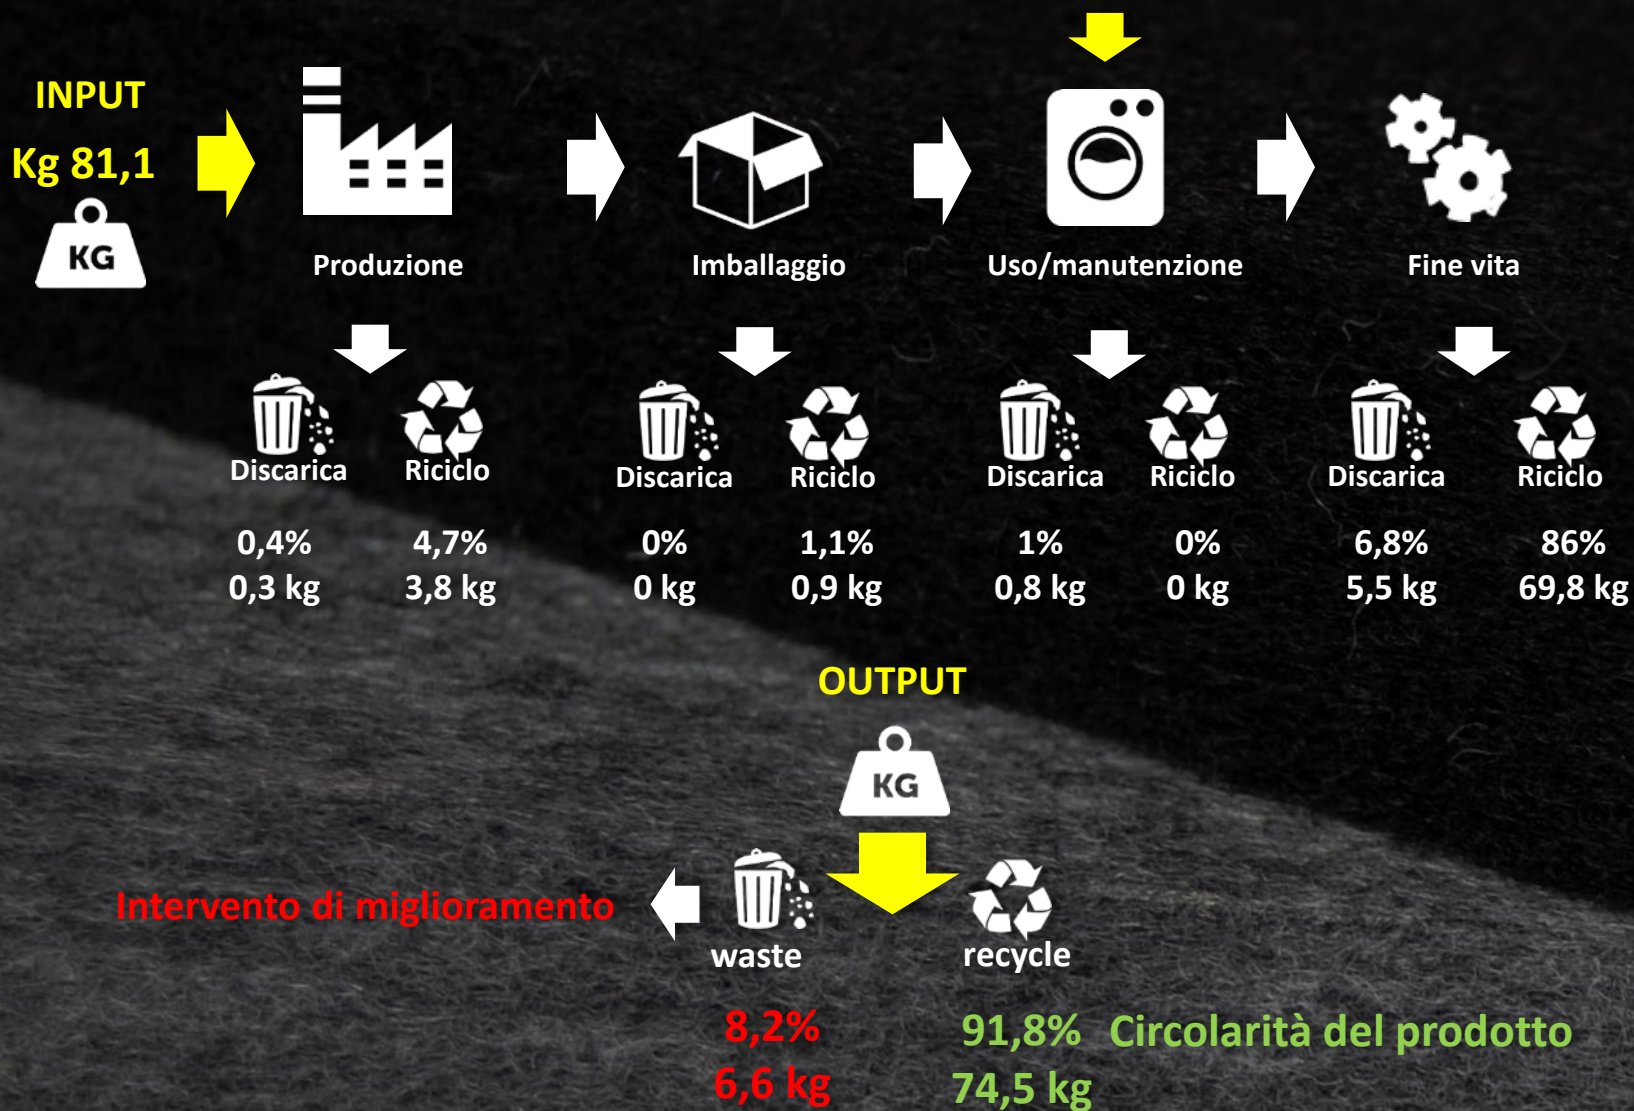 INPUT
Kg 81,1
KG
Produzione
Imballaggio
Uso/manutenzione
Fine vita
Discarica
Riciclo
Discarica
Riciclo
Discarica
Riciclo
Discarica
Riciclo
0,4%
4,7%
0%
1,1%
1%
0%
6,8%
86%
0,3 kg
3,8 kg
0 kg
0,9 kg
0,8 kg
0 kg
5,5 kg
69,8 kg
OUTPUT
KG
Intervento di miglioramento
waste
recycle
8,2%
91,8% Circolarità del prodotto
6,6 kg
74,5 kg